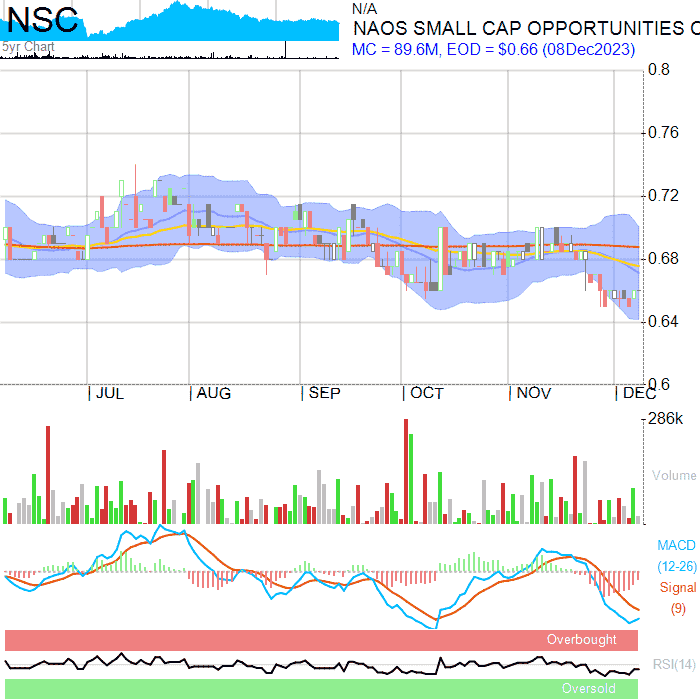 NSC
N/A
NAOS SMALL CAP OPPORTUNITIES C
5yr Chart
MC = 89.6M, EOD = $0.66 (08Dec2023)
0.8
0.76
0.72
0.68
0.64
0.6
JUL AUG SEP OCT NOV DEC
286k
Volume
MACD
(12-26)
Signal
(9)
Overbought
RSI(14)
Oversold